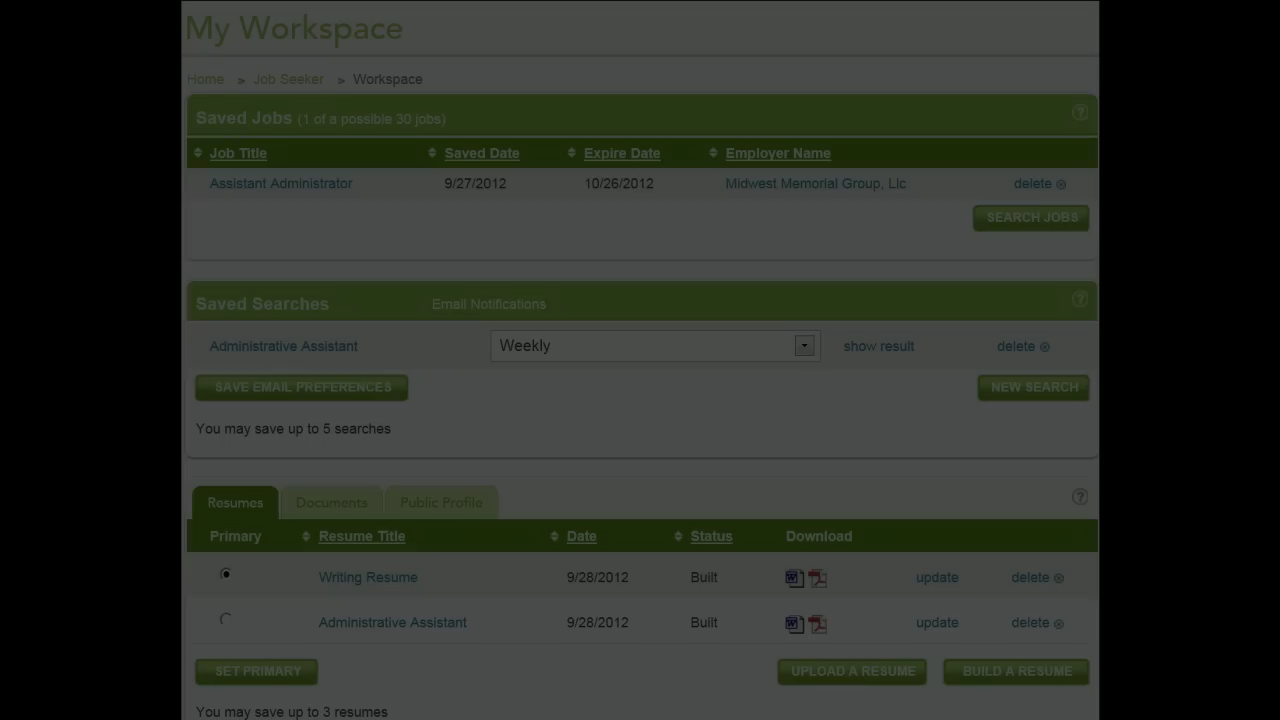 My Workspace
Home » Job Seeker » Workspace
Saved Jobs (1 of a possible 30 jobs) ?
Job Title Saved Date Expire Date Employer Name
Assistant Administrator 9/27/2012 10/26/2012 Midwest Memorial Group, Llc delete
SEARCH JOBS
Saved Searches Email Notifications ?
Administrative Assistant Weekly show result delete
SAVE EMAIL PREFERENCES NEW SEARCH
You may save up to 5 searches
Resumes Documents Public Profile ?
Primary Resume Title Date Status Download
Writing Resume 9/28/2012 Built update delete
Administrative Assistant 9/28/2012 Built update delete
SET PRIMARY UPLOAD A RESUME BUILD A RESUME
You may save up to 3 resumes